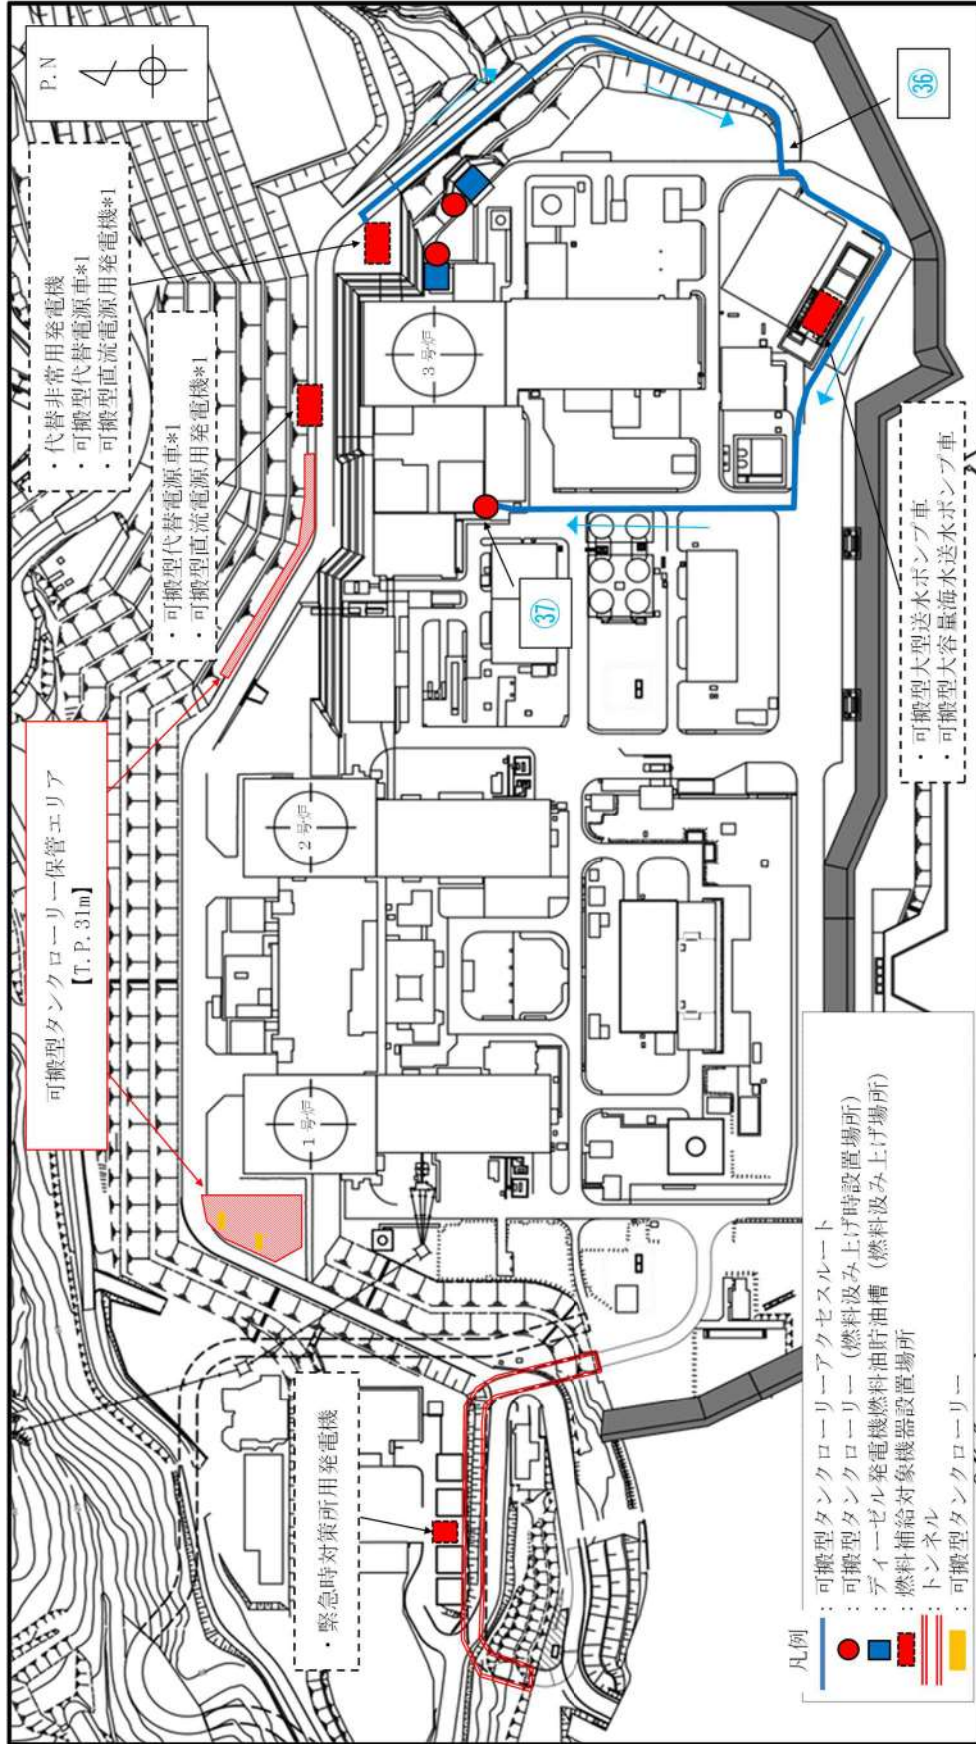 P.N
・代替非常用発電機
・可搬型代替電源車*1
・可搬型直流電源用発電機*1
・可搬型代替電源車*1
・可搬型直流電源用発電機*1
可搬型タンクローリー保管エリア
【T.P.31m】
・緊急時対策所用発電機
1号炉
2号炉
3号炉
㊱
㊲
・可搬型大型送水ポンプ車
・可搬型大容量海水送水ポンプ車
凡例
：可搬型タンクローリーアクセスルート
：可搬型タンクローリー（燃料汲み上げ時設置場所）
：ディーゼル発電機燃料油貯油槽（燃料汲み上げ場所）
：燃料補給対象機器設置場所
：トンネル
：可搬型タンクローリー